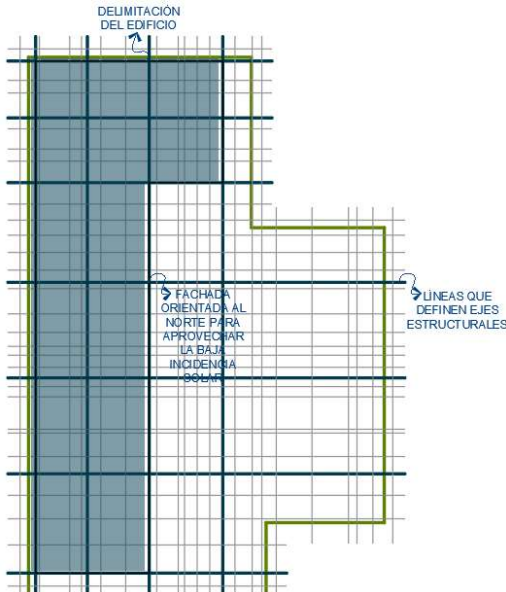 DELIMITACIÓN
DEL EDIFICIO
FACHADA
ORIENTADA AL
NORTE PARA
APROVECHAR
LA BAJA
INCIDENCIA
SOLAR
LINEAS QUE
DEFINEN EJES
ESTRUCTURALES